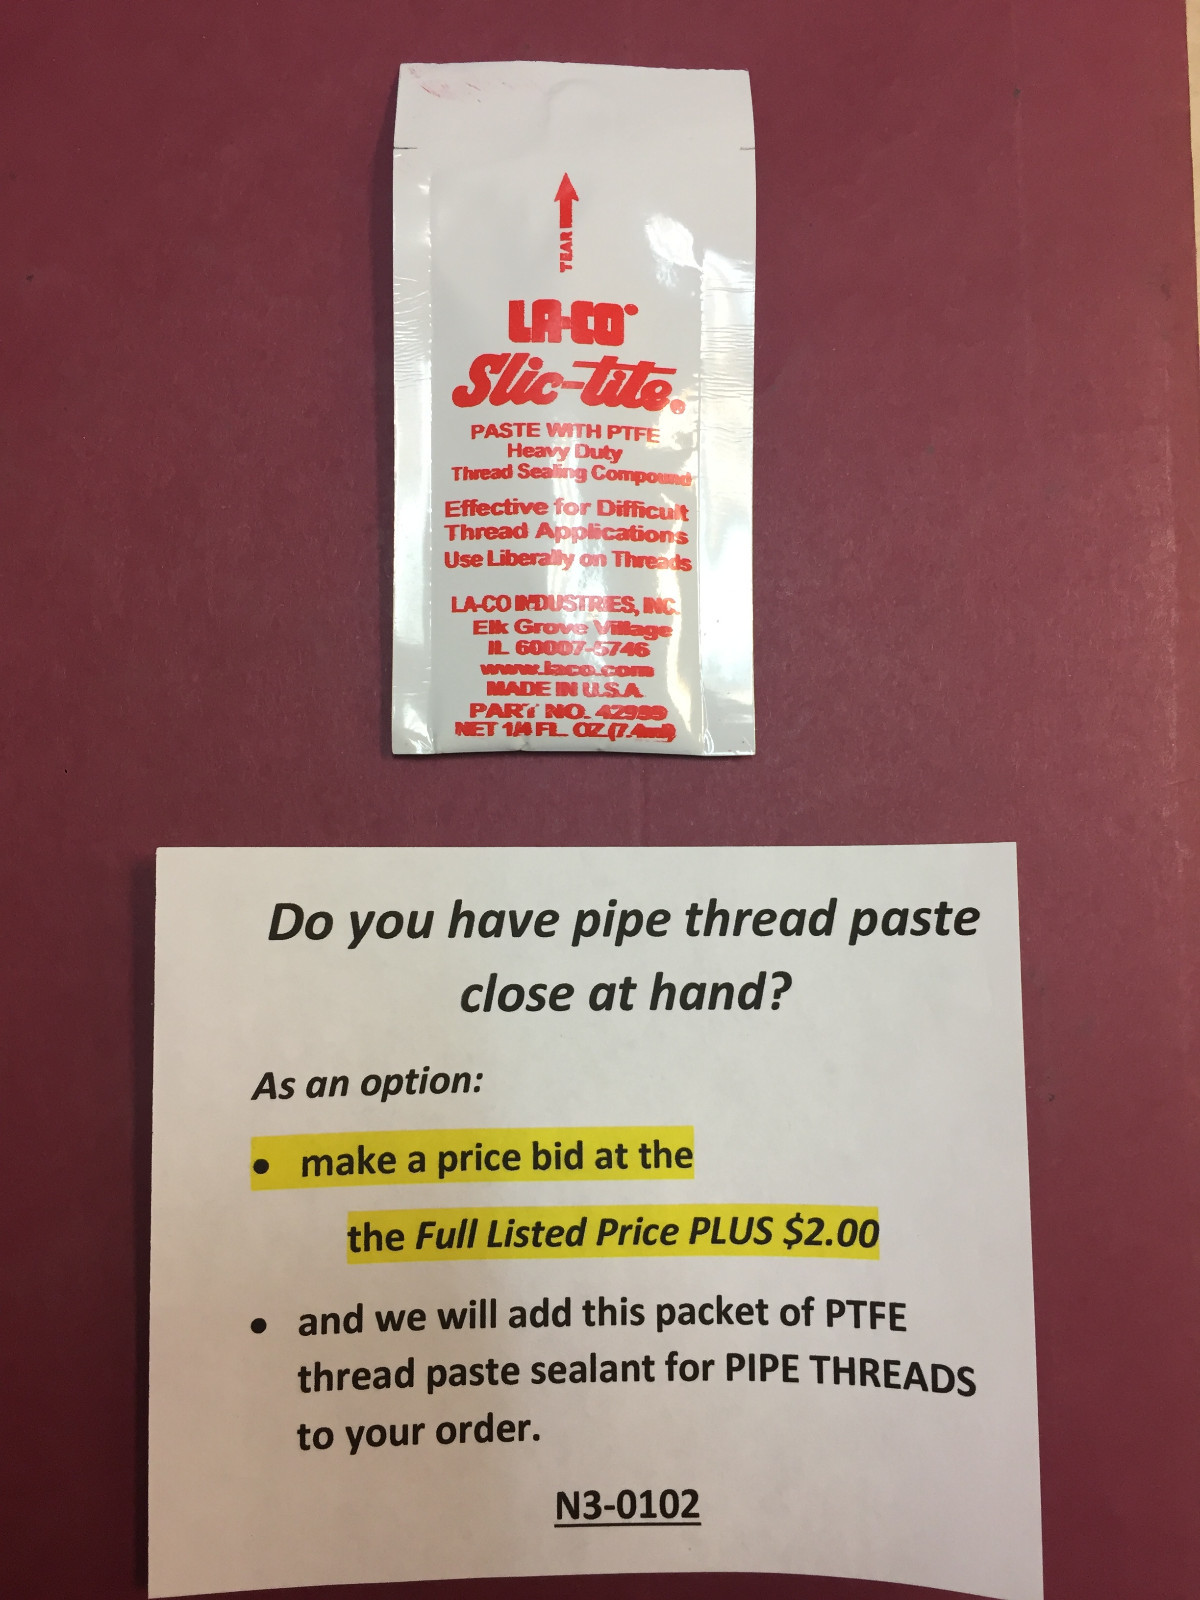 TEAR
LA-CO®
Slic-tite®
PASTE WITH PTFE
Heavy Duty
Thread Sealing Compound
Effective for Difficult
Thread Applications
Use Liberally on Threads
LA-CO INDUSTRIES, INC.
Elk Grove Village
IL 60007-5746
www.laco.com
MADE IN U.S.A.
PART NO. 42999
NET 1/4 FL. OZ.(7.4ml)
Do you have pipe thread paste
close at hand?
As an option:
• make a price bid at the
the Full Listed Price PLUS $2.00
• and we will add this packet of PTFE
thread paste sealant for PIPE THREADS
to your order.
N3-0102